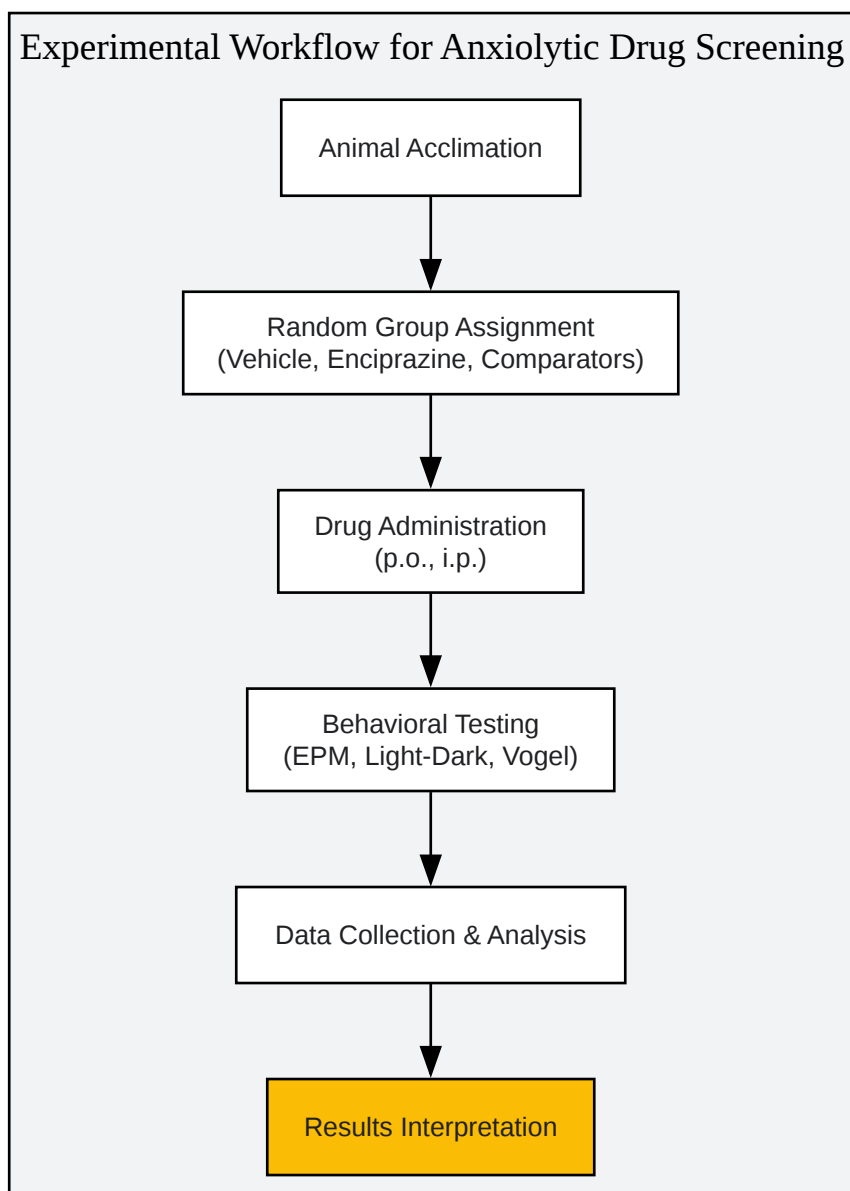 Experimental Workflow for Anxiolytic Drug Screening
Animal Acclimation
Random Group Assignment
(Vehicle, Enciprazine, Comparators)
Drug Administration
(p.o., i.p.)
Behavioral Testing
(EPM, Light-Dark, Vogel)
Data Collection & Analysis
Results Interpretation